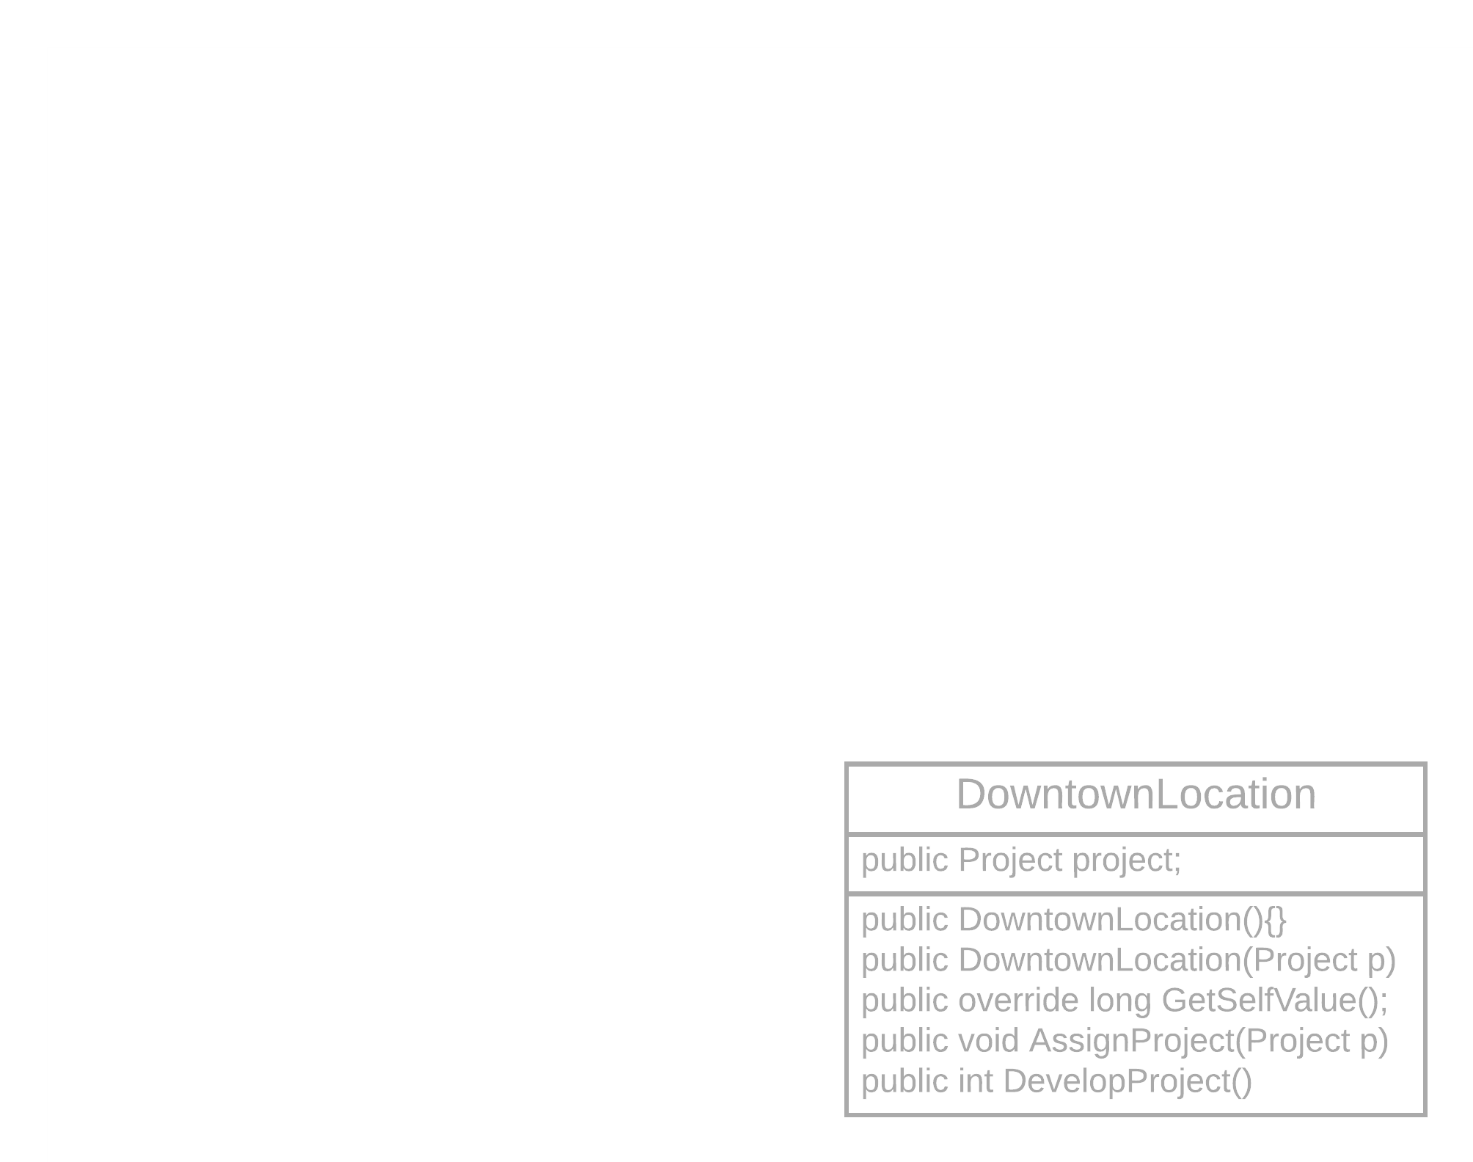 DowntownLocation
public Project project;
public DowntownLocation(){}
public DowntownLocation(Project p)
public override long GetSelfValue();
public void AssignProject(Project p)
public int DevelopProject()